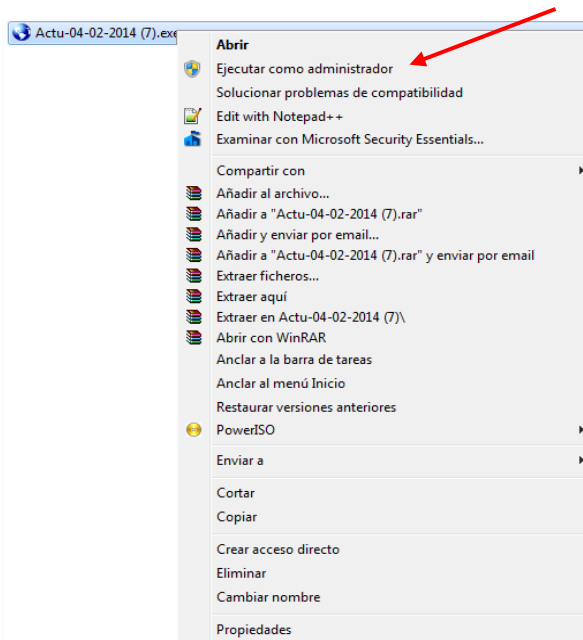 Actu-04-02-2014 (7).exe
Abrir
Ejecutar como administrador
Solucionar problemas de compatibilidad
Edit with Notepad++
Examinar con Microsoft Security Essentials...
Compartir con
Añadir al archivo...
Añadir a "Actu-04-02-2014 (7).rar"
Añadir y enviar por email...
Añadir a "Actu-04-02-2014 (7).rar" y enviar por email
Extraer ficheros...
Extraer aquí
Extraer en Actu-04-02-2014 (7)\
Abrir con WinRAR
Anclar a la barra de tareas
Anclar al menú Inicio
Restaurar versiones anteriores
PowerISO
Enviar a
Cortar
Copiar
Crear acceso directo
Eliminar
Cambiar nombre
Propiedades